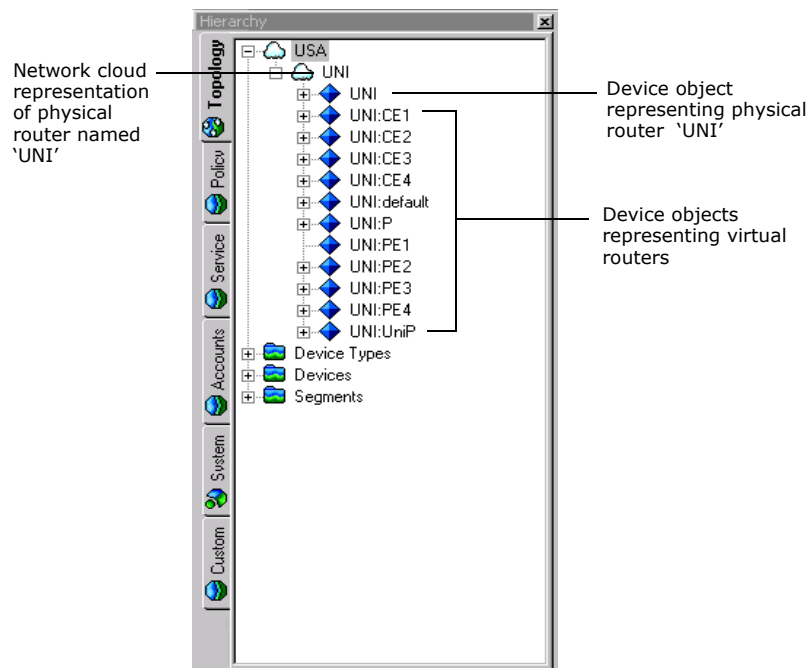 Hierarchy
Topology
Policy
Service
Accounts
System
Custom
USA
UNI
UNI
UNI:CE1
UNI:CE2
UNI:CE3
UNI:CE4
UNI:default
UNI:P
UNI:PE1
UNI:PE2
UNI:PE3
UNI:PE4
UNI:UniP
Device Types
Devices
Segments
Network cloud
representation
of physical
router named
‘UNI’
Device object
representing physical
router ‘UNI’
Device objects
representing virtual
routers